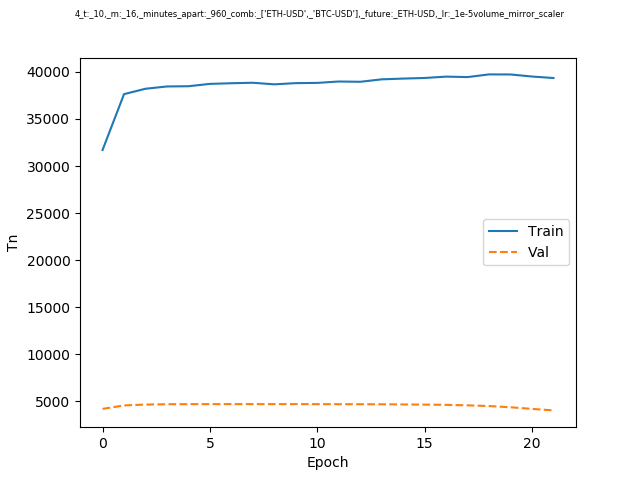 4_t:_10,_m:_16,_minutes_apart:_960_comb:_['ETH-USD',_'BTC-USD'],_future:_ETH-USD,_lr:_1e-5volume_mirror_scaler
40000
35000
30000
25000
20000
15000
10000
5000
Tn
Train
Val
0 5 10 15 20
Epoch